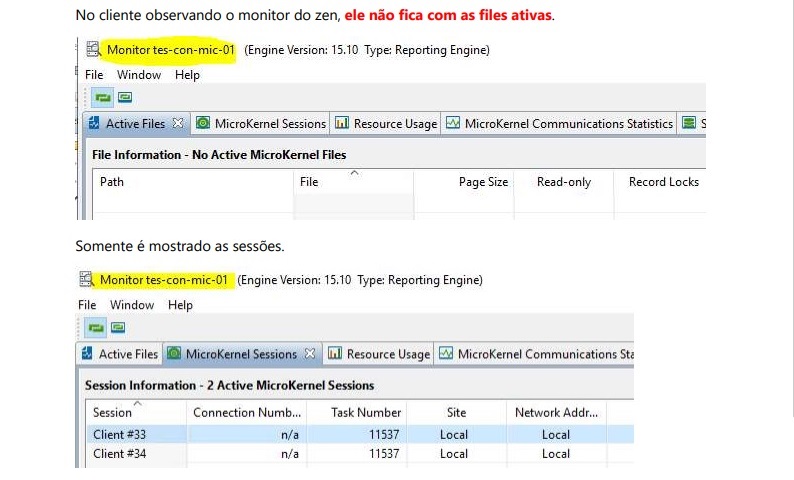 No cliente observando o monitor do zen, ele não fica com as files ativas.
Monitor tes-con-mic-01 (Engine Version: 15.10 Type: Reporting Engine)
File Window Help
Active Files MicroKernel Sessions Resource Usage MicroKernel Communications Statistics S
File Information - No Active MicroKernel Files
Path File Page Size Read-only Record Locks
Somente é mostrado as sessões.
Monitor tes-con-mic-01 (Engine Version: 15.10 Type: Reporting Engine)
File Window Help
Active Files MicroKernel Sessions Resource Usage MicroKernel Communications Sta
Session Information - 2 Active MicroKernel Sessions
Session Connection Numb... Task Number Site Network Addr...
Client #33 n/a 11537 Local Local
Client #34 n/a 11537 Local Local